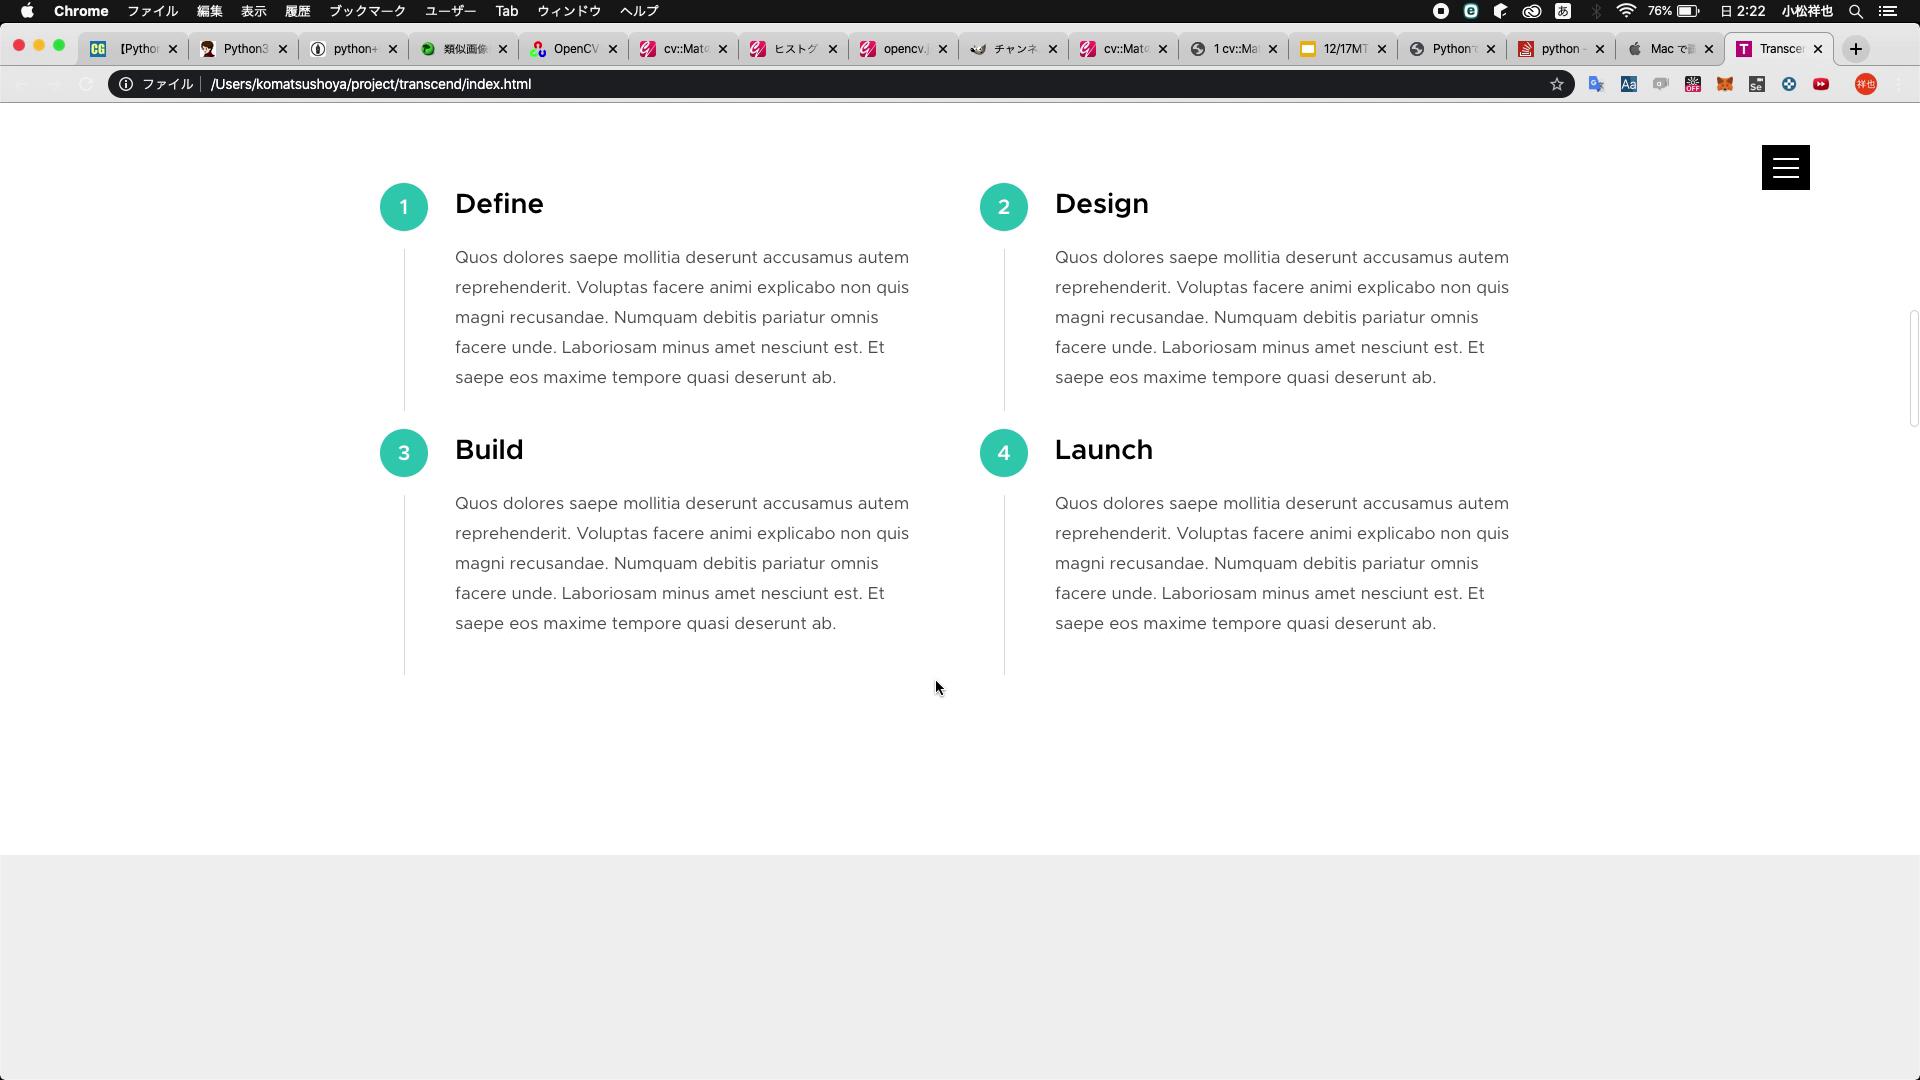 Chrome ファイル 編集 表示 履歴 ブックマーク ユーザー Tab ウィンドウ ヘルプ あ 76% 日 2:22 小松祥也
CG 【Pythor Python3 python+ 類似画像 OpenCV cv::Mat ヒストグ opencv. チャンネ cv::Mat 1 cv::Ma 12/17MT Python python - Mac で Transce
ファイル /Users/komatsushoya/project/transcend/index.html Aa OFF Se 祥也
1 Define
Quos dolores saepe mollitia deserunt accusamus autem
reprehenderit. Voluptas facere animi explicabo non quis
magni recusandae. Numquam debitis pariatur omnis
facere unde. Laboriosam minus amet nesciunt est. Et
saepe eos maxime tempore quasi deserunt ab.
2 Design
Quos dolores saepe mollitia deserunt accusamus autem
reprehenderit. Voluptas facere animi explicabo non quis
magni recusandae. Numquam debitis pariatur omnis
facere unde. Laboriosam minus amet nesciunt est. Et
saepe eos maxime tempore quasi deserunt ab.
3 Build
Quos dolores saepe mollitia deserunt accusamus autem
reprehenderit. Voluptas facere animi explicabo non quis
magni recusandae. Numquam debitis pariatur omnis
facere unde. Laboriosam minus amet nesciunt est. Et
saepe eos maxime tempore quasi deserunt ab.
4 Launch
Quos dolores saepe mollitia deserunt accusamus autem
reprehenderit. Voluptas facere animi explicabo non quis
magni recusandae. Numquam debitis pariatur omnis
facere unde. Laboriosam minus amet nesciunt est. Et
saepe eos maxime tempore quasi deserunt ab.